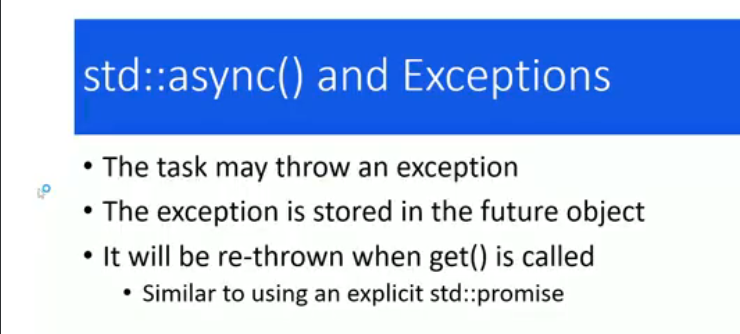 std::async() and Exceptions
• The task may throw an exception
• The exception is stored in the future object
• It will be re-thrown when get() is called
• Similar to using an explicit std::promise